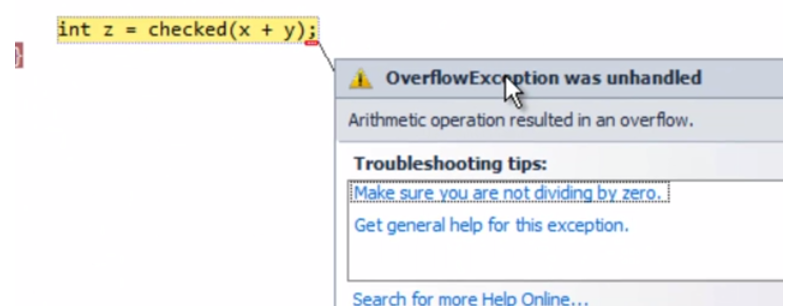 int z = checked(x + y);
OverflowException was unhandled
Arithmetic operation resulted in an overflow.
Troubleshooting tips:
Make sure you are not dividing by zero.
Get general help for this exception.
Search for more Help Online...